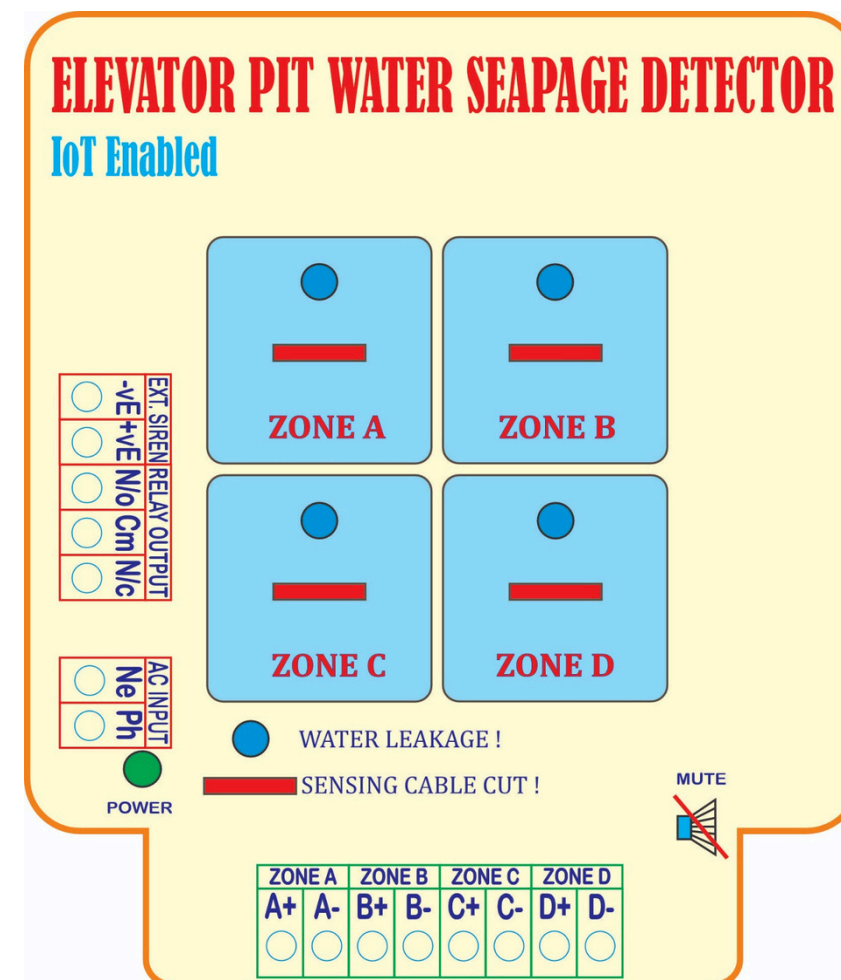 ELEVATOR PIT WATER SEAPAGE DETECTOR
IoT Enabled
ZONE A
ZONE B
EXT. SIREN
-vE
+vE
RELAY OUTPUT
N/o
Cm
N/c
ZONE C
ZONE D
AC INPUT
Ne
Ph
WATER LEAKAGE !
SENSING CABLE CUT !
POWER
MUTE
ZONE A ZONE B ZONE C ZONE D
A+ A- B+ B- C+ C- D+ D-